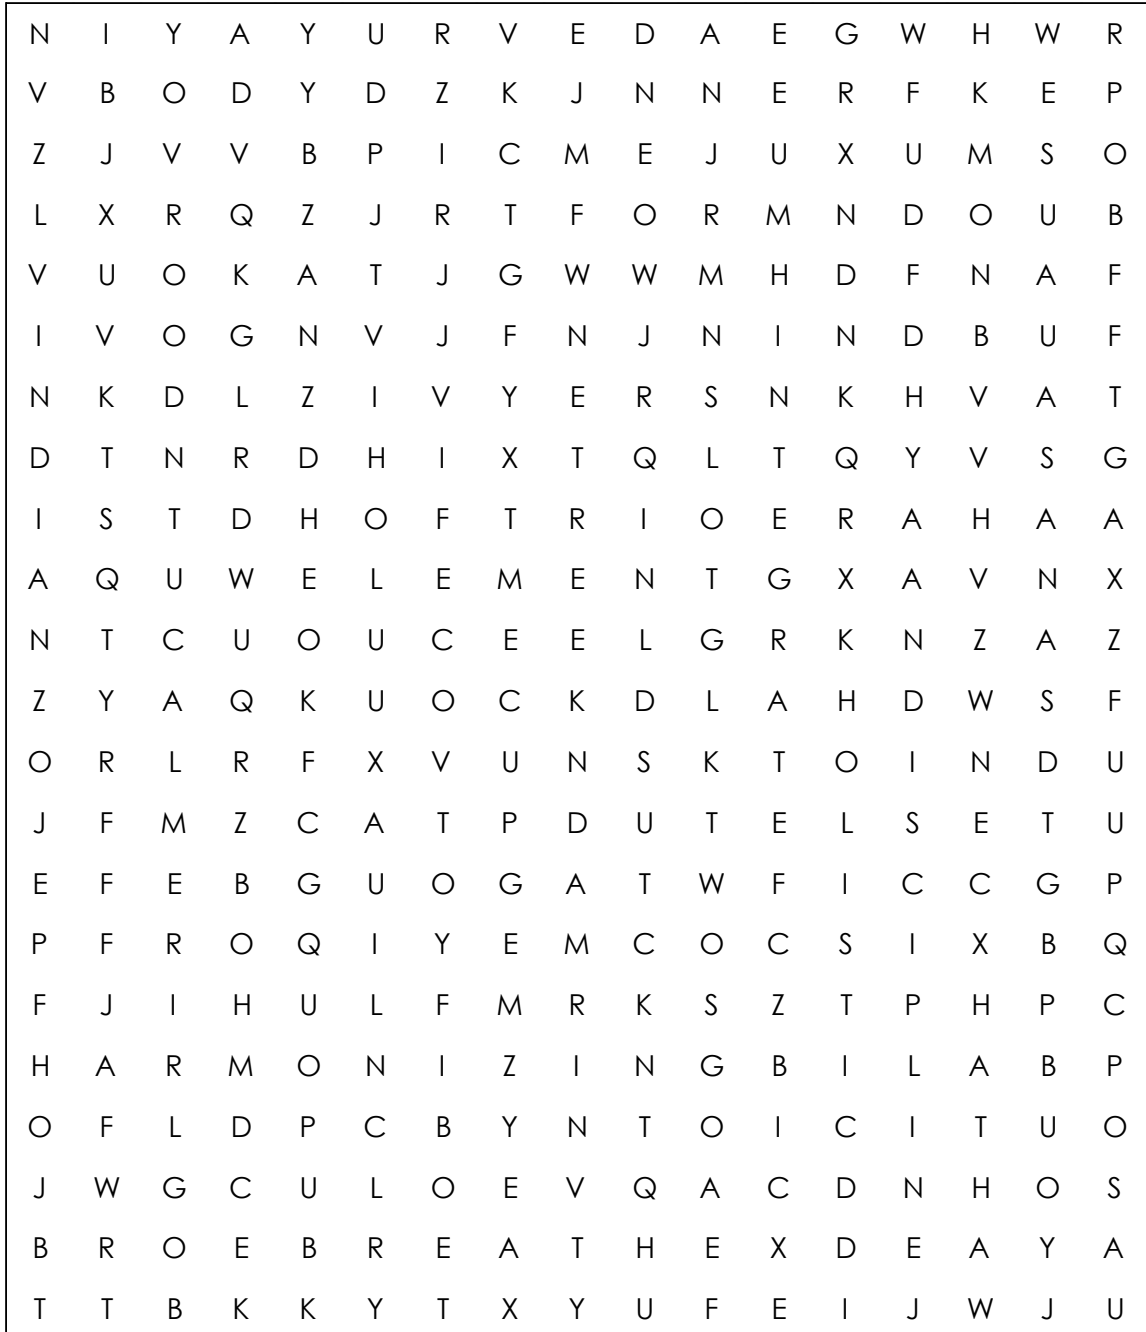 N I Y A Y U R V E D A E G W H W R
V B O D Y D Z K J N N E R F K E P
Z J V V B P I C M E J U X U M S O
L X R Q Z J R T F O R M N D O U B
V U O K A T J G W W M H D F N A F
I V O G N V J F N J N I N D B U F
N K D L Z I V Y E R S N K H V A T
D T N R D H I X T Q L T Q Y V S G
I S T D H O F T R I O E R A H A A
A Q U W E L E M E N T G X A V N X
N T C U O U C E E L G R K N Z A Z
Z Y A Q K U O C K D L A H D W S F
O R L R F X V U N S K T O I N D U
J F M Z C A T P D U T E L S E T U
E F E B G U O G A T W F I C C G P
P F R O Q I Y E M C O C S I X B Q
F J I H U L F M R K S Z T P H P C
H A R M O N I Z I N G B I L A B P
O F L D P C B Y N T O I C I T U O
J W G C U L O E V Q A C D N H O S
B R O E B R E A T H E X D E A Y A
T T B K K Y T X Y U F E I J W J U